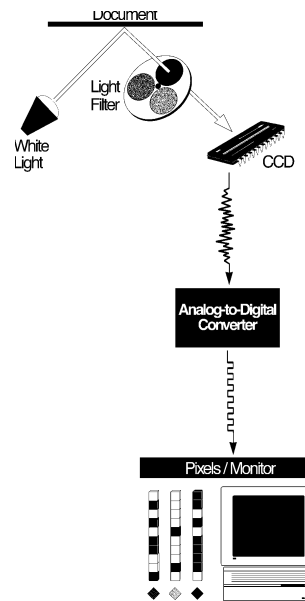 Document
Light
Filter
White
Light
CCD
Analog-to-Digital
Converter
Pixels / Monitor